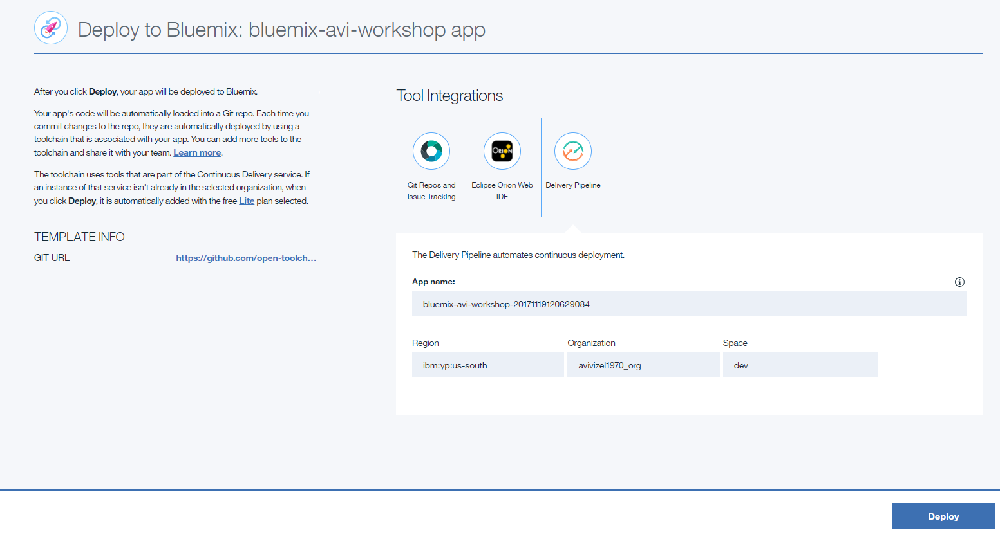 Deploy to Bluemix: bluemix-avi-workshop app
After you click Deploy, your app will be deployed to Bluemix.
Your app's code will be automatically loaded into a Git repo. Each time you
commit changes to the repo, they are automatically deployed by using a
toolchain that is associated with your app. You can add more tools to the
toolchain and share it with your team. Learn more.
The toolchain uses tools that are part of the Continuous Delivery service. If
an instance of that service isn't already in the selected organization, when
you click Deploy, it is automatically added with the free Lite plan selected.
TEMPLATE INFO
GIT URL https://github.com/open-toolch...
Tool Integrations
Git Repos and
Issue Tracking
ORION
Eclipse Orion Web
IDE
Delivery Pipeline
The Delivery Pipeline automates continuous deployment.
App name:
bluemix-avi-workshop-20171119120629084
Region Organization Space
ibm:yp:us-south avivizel1970_org dev
Deploy